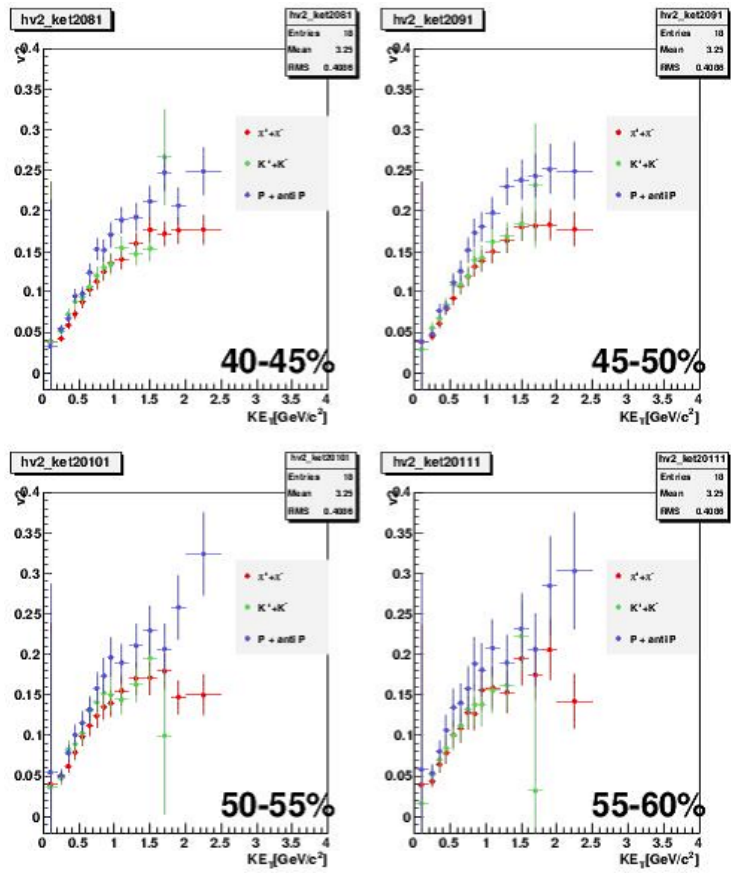 hv2_ket2081
hv2_ket2081
Entries 18
Mean 3.25
RMS 0.4086
v2
0.4
0.35
0.3
0.25
0.2
0.15
0.1
0.05
0
π⁺+π⁻
K⁺+K⁻
P + anti P
40-45%
0 0.5 1 1.5 2 2.5 3 3.5 4
KE_T[GeV/c²]
hv2_ket2091
hv2_ket2091
Entries 18
Mean 3.25
RMS 0.4086
v2
0.4
0.35
0.3
0.25
0.2
0.15
0.1
0.05
0
π⁺+π⁻
K⁺+K⁻
P + anti P
45-50%
0 0.5 1 1.5 2 2.5 3 3.5 4
KE_T[GeV/c²]
hv2_ket20101
hv2_ket20101
Entries 18
Mean 3.25
RMS 0.4086
v2
0.4
0.35
0.3
0.25
0.2
0.15
0.1
0.05
0
π⁺+π⁻
K⁺+K⁻
P + anti P
50-55%
0 0.5 1 1.5 2 2.5 3 3.5 4
KE_T[GeV/c²]
hv2_ket20111
hv2_ket20111
Entries 18
Mean 3.25
RMS 0.4086
v2
0.4
0.35
0.3
0.25
0.2
0.15
0.1
0.05
0
π⁺+π⁻
K⁺+K⁻
P + anti P
55-60%
0 0.5 1 1.5 2 2.5 3 3.5 4
KE_T[GeV/c²]